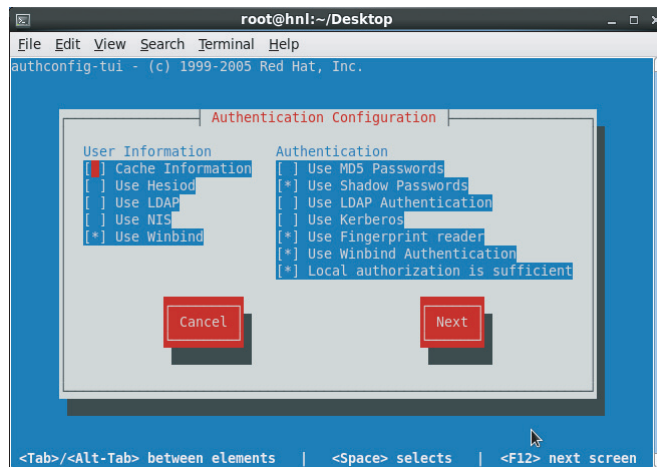 root@hnl:~/Desktop
File Edit View Search Terminal Help
authconfig-tui - (c) 1999-2005 Red Hat, Inc.
Authentication Configuration
User Information
[ ] Cache Information
[ ] Use Hesiod
[ ] Use LDAP
[ ] Use NIS
[*] Use Winbind
Authentication
[ ] Use MD5 Passwords
[*] Use Shadow Passwords
[ ] Use LDAP Authentication
[ ] Use Kerberos
[*] Use Fingerprint reader
[*] Use Winbind Authentication
[*] Local authorization is sufficient
Cancel
Next
<Tab>/<Alt-Tab> between elements | <Space> selects | <F12> next screen